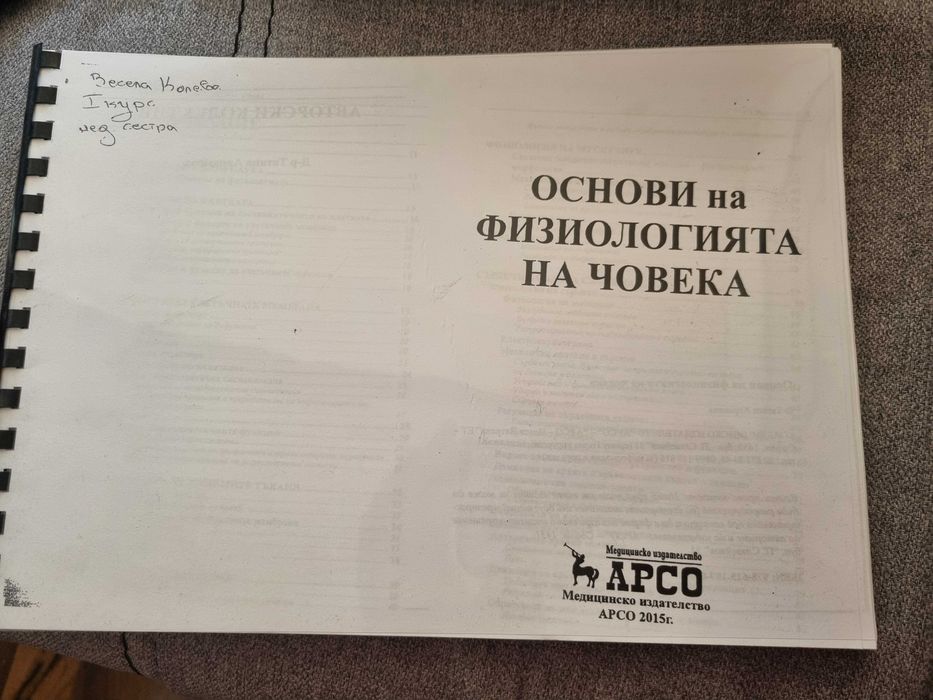 Весела Колева
I курс
мед сестра
ОСНОВИ на
ФИЗИОЛОГИЯТА
НА ЧОВЕКА
Медицинско издателство
АРСО
Медицинско издателство
АРСО 2015г.